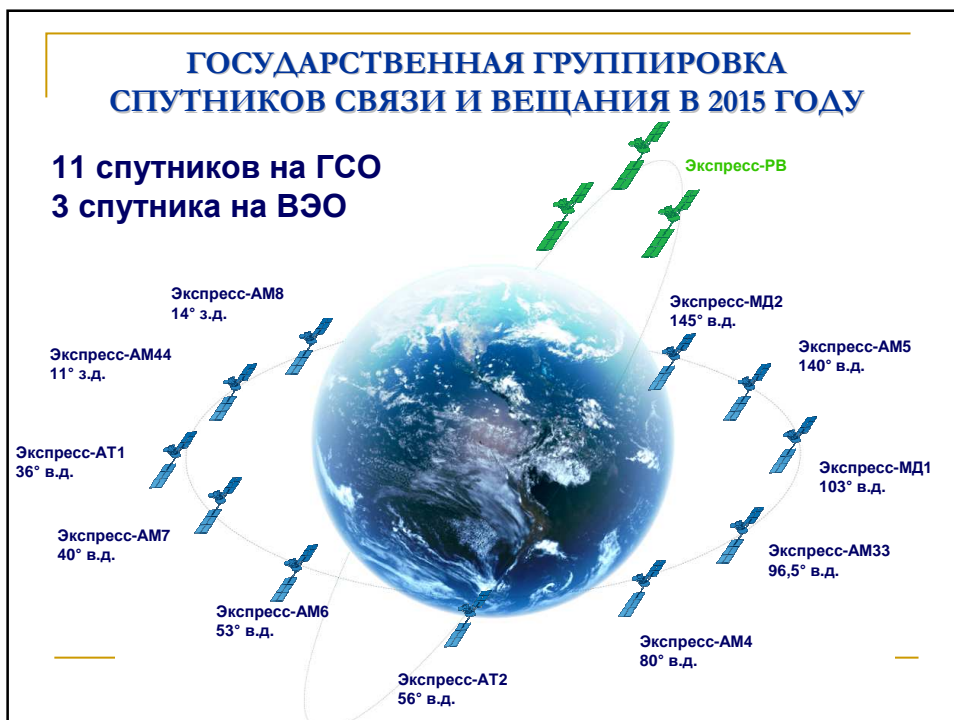 ГОСУДАРСТВЕННАЯ ГРУППИРОВКА
СПУТНИКОВ СВЯЗИ И ВЕЩАНИЯ В 2015 ГОДУ
11 спутников на ГСО
3 спутника на ВЭО
Экспресс-РВ
Экспресс-АМ8
14° з.д.
Экспресс-МД2
145° в.д.
Экспресс-АМ44
11° з.д.
Экспресс-АМ5
140° в.д.
Экспресс-АТ1
36° в.д.
Экспресс-МД1
103° в.д.
Экспресс-АМ7
40° в.д.
Экспресс-АМ33
96,5° в.д.
Экспресс-АМ6
53° в.д.
Экспресс-АМ4
80° в.д.
Экспресс-АТ2
56° в.д.